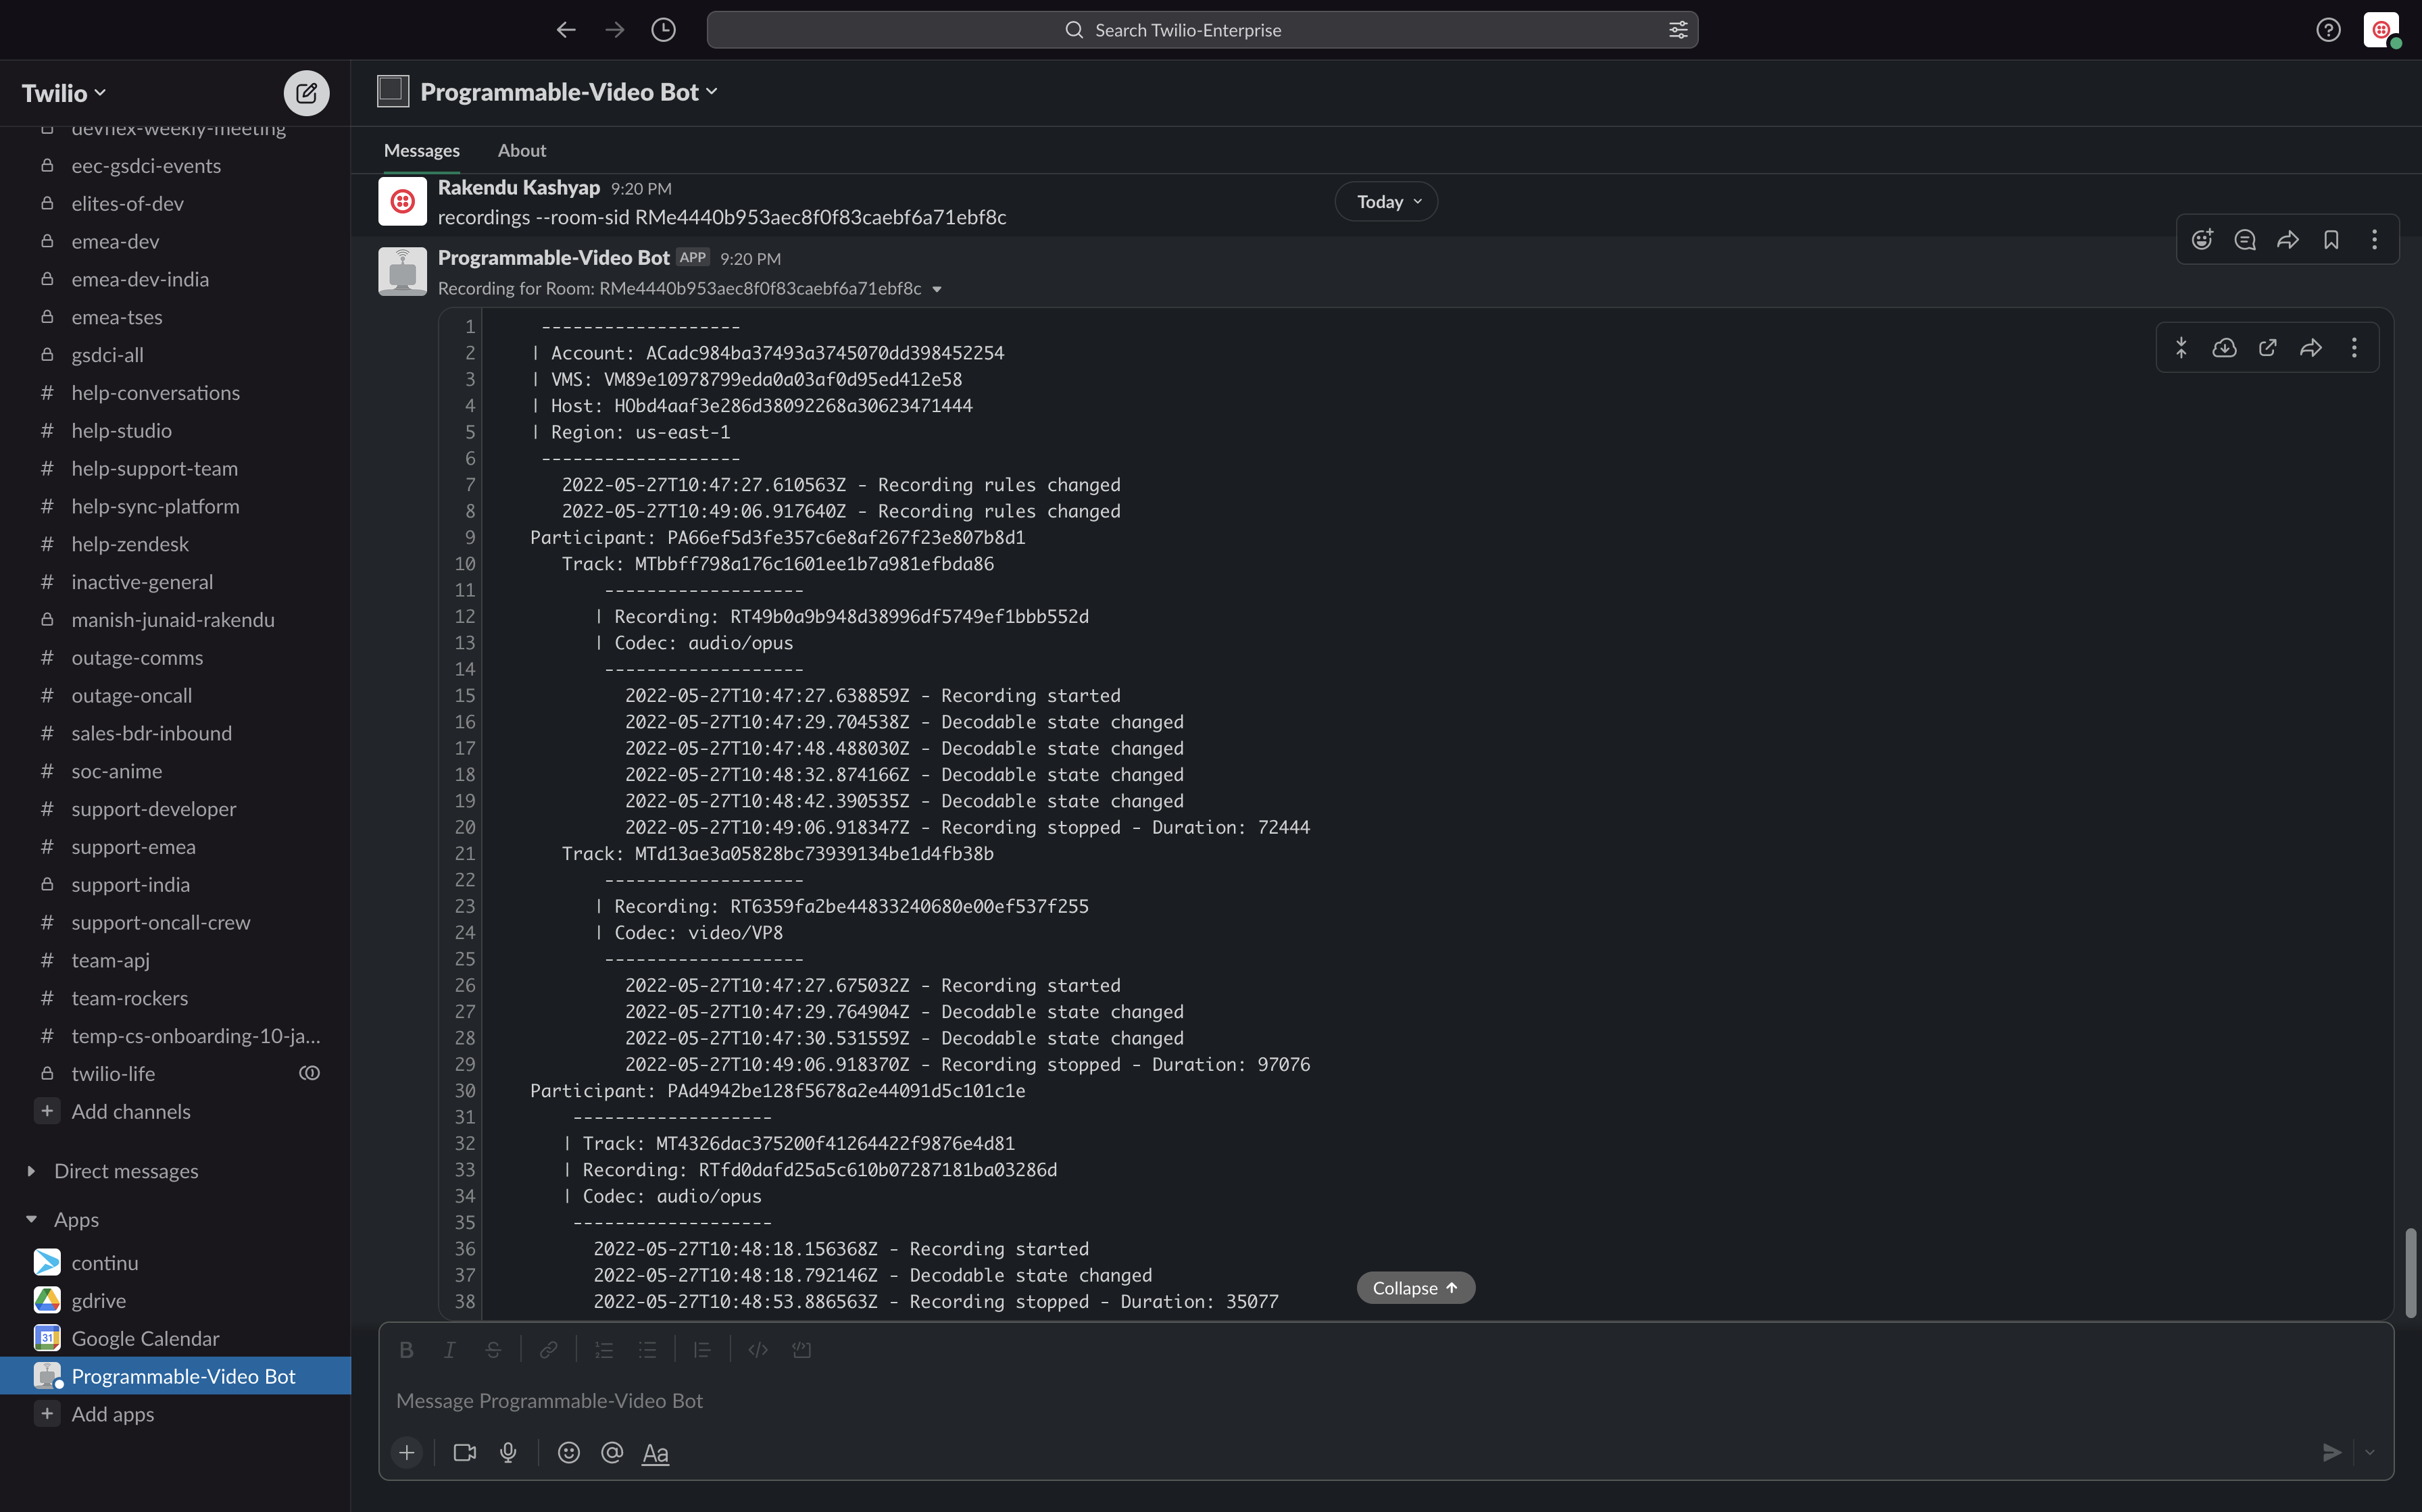 Search Twilio-Enterprise
Twilio
devflex-weekly-meeting
eec-gsdci-events
elites-of-dev
emea-dev
emea-dev-india
emea-tses
gsdci-all
# help-conversations
# help-studio
# help-support-team
# help-sync-platform
# help-zendesk
# inactive-general
manish-junaid-rakendu
# outage-comms
# outage-oncall
# sales-bdr-inbound
# soc-anime
# support-developer
# support-emea
support-india
# support-oncall-crew
# team-apj
# team-rockers
# temp-cs-onboarding-10-ja...
twilio-life
+ Add channels
Direct messages
Apps
continu
gdrive
31 Google Calendar
Programmable-Video Bot
+ Add apps
Programmable-Video Bot
Messages About
Rakendu Kashyap 9:20 PM
Today
recordings --room-sid RMe4440b953aec8f0f83caebf6a71ebf8c
Programmable-Video Bot APP 9:20 PM
Recording for Room: RMe4440b953aec8f0f83caebf6a71ebf8c
1 -------------------
2 | Account: ACadc984ba37493a3745070dd398452254
3 | VMS: VM89e10978799eda0a03af0d95ed412e58
4 | Host: HObd4aaf3e286d38092268a30623471444
5 | Region: us-east-1
6 -------------------
7 2022-05-27T10:47:27.610563Z - Recording rules changed
8 2022-05-27T10:49:06.917640Z - Recording rules changed
9 Participant: PA66ef5d3fe357c6e8af267f23e807b8d1
10 Track: MTbbff798a176c1601ee1b7a981efbda86
11 -------------------
12 | Recording: RT49b0a9b948d38996df5749ef1bbb552d
13 | Codec: audio/opus
14 -------------------
15 2022-05-27T10:47:27.638859Z - Recording started
16 2022-05-27T10:47:29.704538Z - Decodable state changed
17 2022-05-27T10:47:48.488030Z - Decodable state changed
18 2022-05-27T10:48:32.874166Z - Decodable state changed
19 2022-05-27T10:48:42.390535Z - Decodable state changed
20 2022-05-27T10:49:06.918347Z - Recording stopped - Duration: 72444
21 Track: MTd13ae3a05828bc73939134be1d4fb38b
22 -------------------
23 | Recording: RT6359fa2be44833240680e00ef537f255
24 | Codec: video/VP8
25 -------------------
26 2022-05-27T10:47:27.675032Z - Recording started
27 2022-05-27T10:47:29.764904Z - Decodable state changed
28 2022-05-27T10:47:30.531559Z - Decodable state changed
29 2022-05-27T10:49:06.918370Z - Recording stopped - Duration: 97076
30 Participant: PAd4942be128f5678a2e44091d5c101c1e
31 -------------------
32 | Track: MT4326dac375200f41264422f9876e4d81
33 | Recording: RTfd0dafd25a5c610b07287181ba03286d
34 | Codec: audio/opus
35 -------------------
36 2022-05-27T10:48:18.156368Z - Recording started
37 2022-05-27T10:48:18.792146Z - Decodable state changed
38 2022-05-27T10:48:53.886563Z - Recording stopped - Duration: 35077
Collapse ↑
B I S
Message Programmable-Video Bot
+ @ Aa